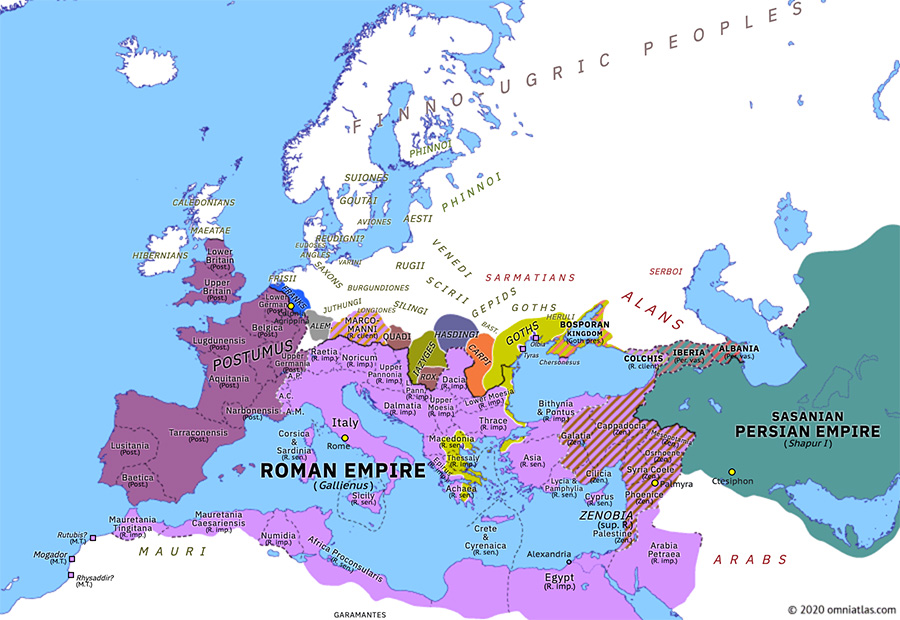 FINNO-UGRIC PEOPLES
PHINNOI
SUIONES
PHINNOI
GOUTAI
CALEDONIANS
AVIONES
AESTI
MAEATAE
REUDIGNI?
EUDOSES
ANGLES
VARINI
VENEDI
HIBERNIANS
Lower
Britain
(Post.)
SAXONS
RUGII
SARMATIANS
SERBOI
FRISII
Upper
Britain
(Post.)
FRANKS
BURGUNDIONES
SCIRII
GEPIDS
ALANS
Lower
Germany
(Post.)
JUTHUNGI
LONGIONES
SILINGI
GOTHS
HERULI
Belgica
(Post.)
ALEM.
MARCO-
MANNI
(R. client)
QUADI
HASDINGI
BAST.
GOTHS
Olbia
Tyras
BOSPORAN
KINGDOM
(Goth pres.)
Chersonesus
Lugdunensis
(Post.)
POSTUMUS
Upper
Germania
(Post.)
Raetia
(R. imp.)
Noricum
(R. imp.)
IAZYGES
ROX.
CARPI
COLCHIS
(R. client)
IBERIA
(Per. vas.)
ALBANIA
(Per. vas.)
Aquitania
(Post.)
A.P.
A.C.
A.M.
Upper
Pannonia
(R. imp.)
Pann.
(R. imp.)
Dacia
(R. imp.)
Narbonensis
(Post.)
Dalmatia
(R. imp.)
Upper
Moesia
(R. imp.)
Lower Moesia
(R. imp.)
Bithynia
& Pontus
(R. imp.)
Cappadocia
(Zen.)
SASANIAN
PERSIAN EMPIRE
(Shapur I)
Tarraconensis
(Post.)
Corsica
&
Sardinia
(R. sen.)
Italy
Rome
Thrace
(R. imp.)
Galatia
(Zen.)
Mesopotamia
(Zen.)
Lusitania
(Post.)
Macedonia
(R. sen.)
Osrhoene
(Zen.)
Baetica
(Post.)
ROMAN EMPIRE
(Gallienus)
Thessaly
(R. imp.)
Epirus
(R. imp.)
Asia
(R. sen.)
Cilicia
(Zen.)
Syria Coele
(Zen.)
Palmyra
Ctesiphon
Sicily
(R. sen.)
Achaea
(R. sen.)
Lycia &
Pamphylia
(R. sen.)
Cyprus
(R. sen.)
Phoenice
(Zen.)
Mauretania
Tingitana
(R. imp.)
Mauretania
Caesariensis
(R. imp.)
ZENOBIA
(sup. R.)
Palestine
(Zen.)
Rutubis?
(M.T.)
Numidia
(R. imp.)
Africa Proconsularis
(R. sen.)
Crete
&
Cyrenaica
(R. sen.)
Mogador
(M.T.)
MAURI
Alexandria
Arabia
Petraea
(R. imp.)
ARABS
Rhysaddir?
(M.T.)
Egypt
(R. imp.)
GARAMANTES
© 2020 omniatlas.com